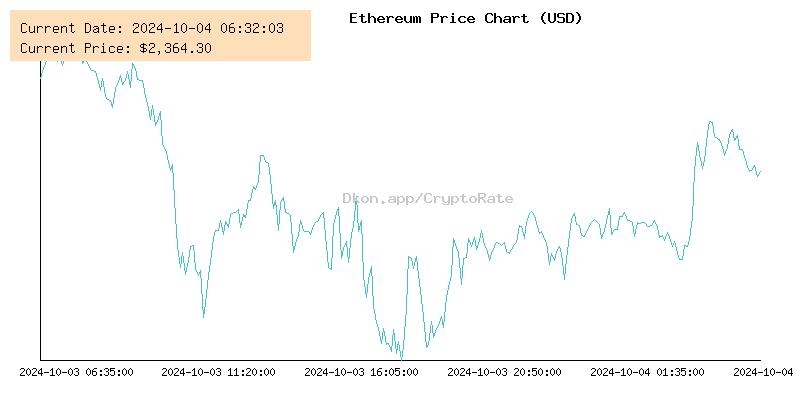 Ethereum Price Chart (USD)
Current Date: 2024-10-04 06:32:03
Current Price: $2,364.30
Dkon.app/CryptoRate
2024-10-03 06:35:00 2024-10-03 11:20:00 2024-10-03 16:05:00 2024-10-03 20:50:00 2024-10-04 01:35:00 2024-10-04